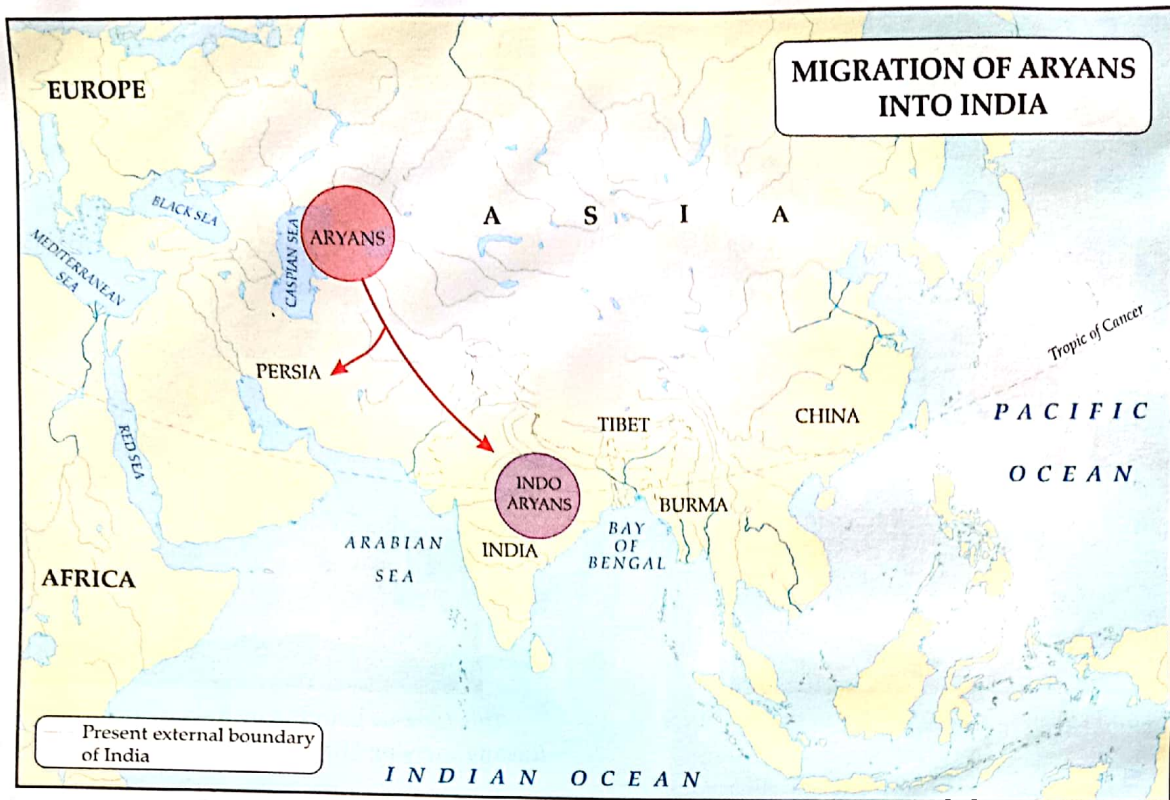 MIGRATION OF ARYANS
INTO INDIA
EUROPE
BLACK SEA
MEDITERRANEAN
SEA
CASPIAN SEA
ARYANS
A S I A
Tropic of Cancer
PERSIA
TIBET
CHINA
PACIFIC
OCEAN
RED SEA
INDO
ARYANS
BURMA
INDIA
BAY
OF
BENGAL
ARABIAN
SEA
AFRICA
Present external boundary
of India
INDIAN OCEAN